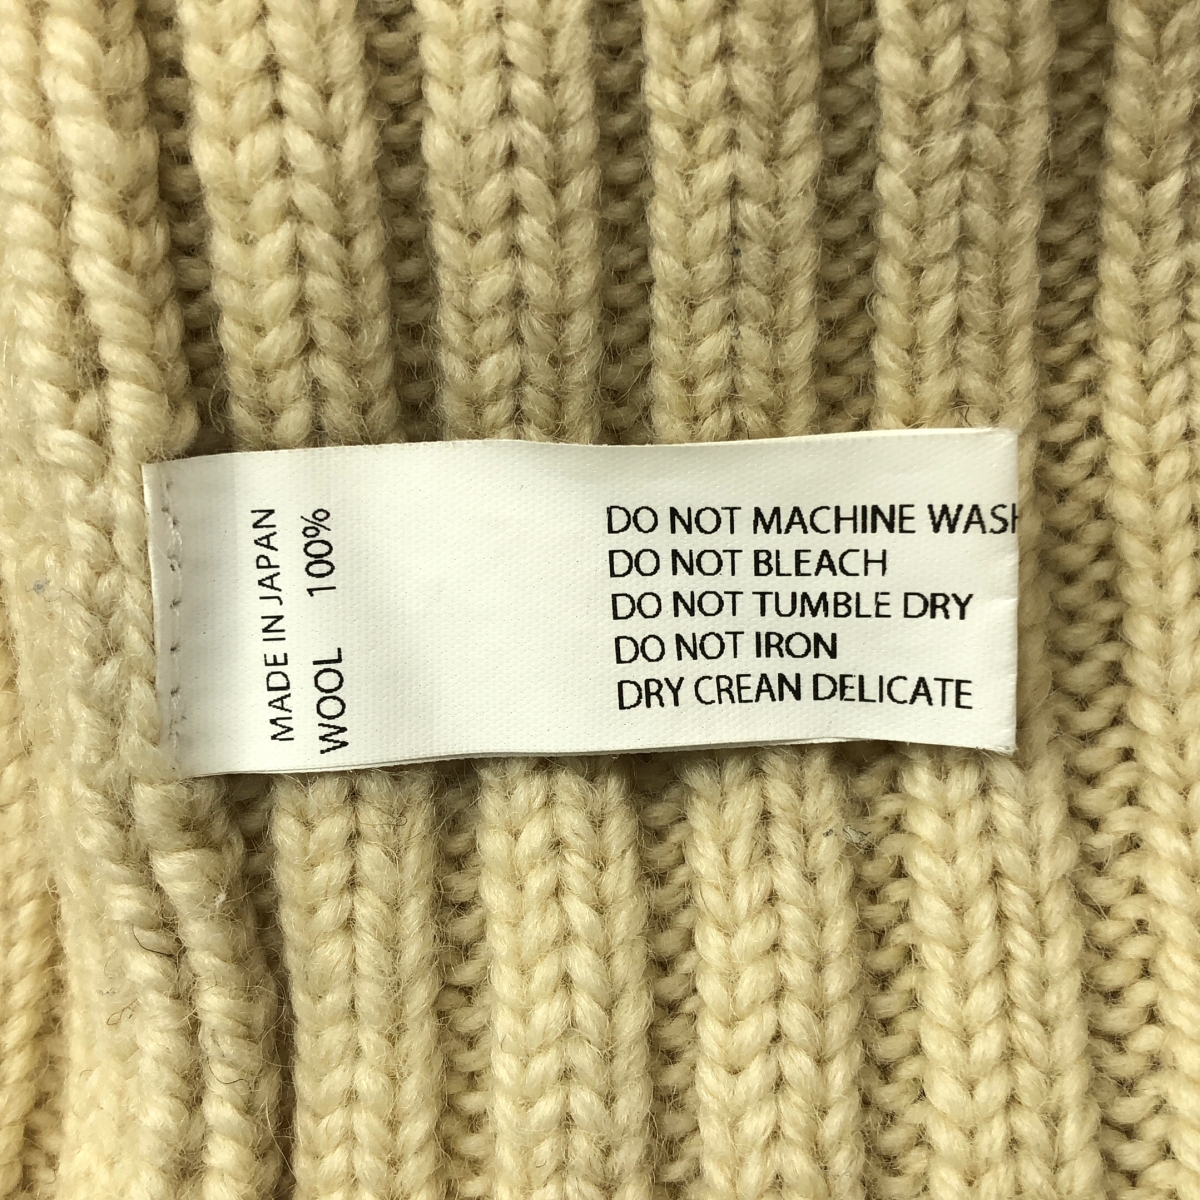 MADE IN JAPAN
WOOL 100%
DO NOT MACHINE WASH
DO NOT BLEACH
DO NOT TUMBLE DRY
DO NOT IRON
DRY CREAN DELICATE